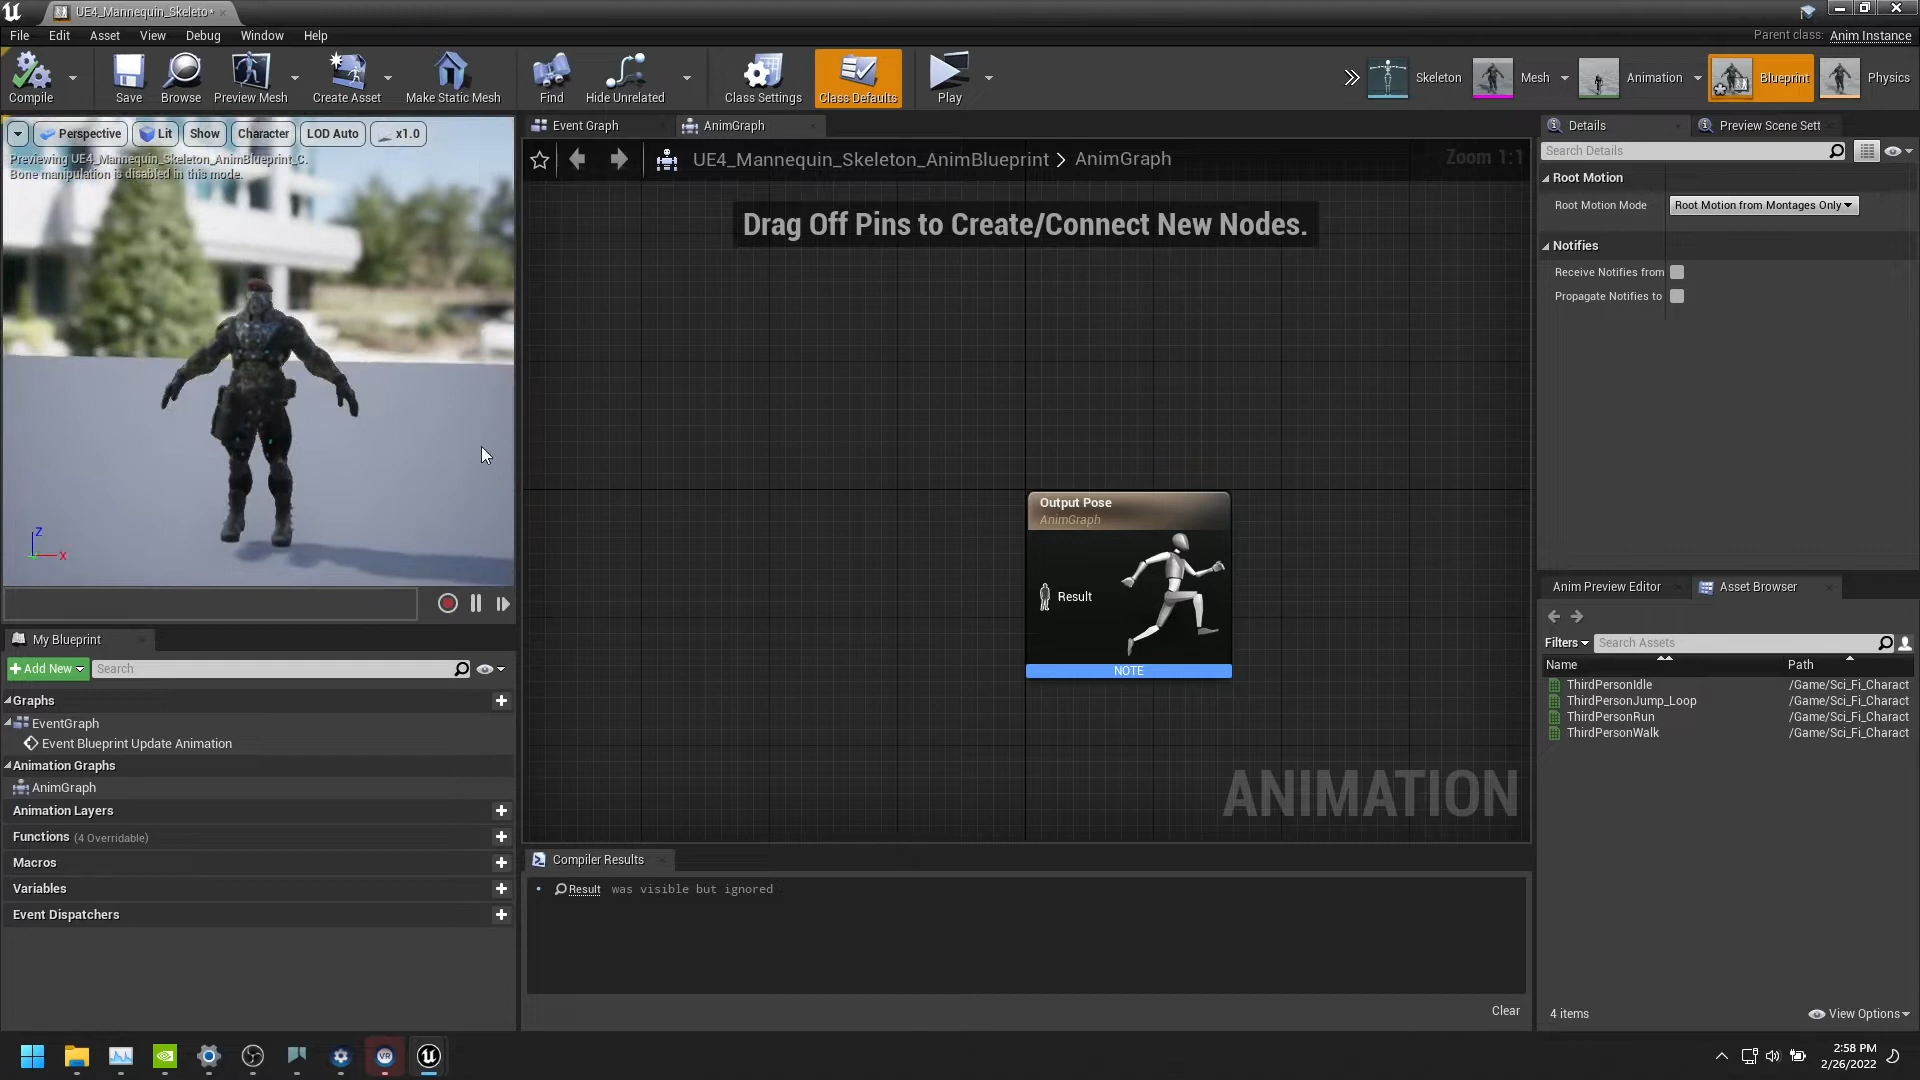 UE4_Mannequin_Skeleto*
File Edit Asset View Debug Window Help
Parent class: Anim Instance
Compile Save Browse Preview Mesh Create Asset Make Static Mesh Find Hide Unrelated Class Settings Class Defaults Play
Skeleton Mesh Animation Blueprint Physics
Perspective Lit Show Character LOD Auto x1.0
Previewing UE4_Mannequin_Skeleton_AnimBlueprint_C.
Bone manipulation is disabled in this mode.
Z
X
Event Graph AnimGraph
UE4_Mannequin_Skeleton_AnimBlueprint > AnimGraph
Zoom 1:1
Drag Off Pins to Create/Connect New Nodes.
Output Pose
AnimGraph
Result
NOTE
ANIMATION
My Blueprint
Add New Search
Graphs
EventGraph
Event Blueprint Update Animation
Animation Graphs
AnimGraph
Animation Layers
Functions (4 Overridable)
Macros
Variables
Event Dispatchers
Compiler Results
Result was visible but ignored
Clear
Details Preview Scene Sett
Search Details
Root Motion
Root Motion Mode Root Motion from Montages Only
Notifies
Receive Notifies from
Propagate Notifies to
Anim Preview Editor Asset Browser
Filters Search Assets
Name Path
ThirdPersonIdle /Game/Sci_Fi_Charact
ThirdPersonJump_Loop /Game/Sci_Fi_Charact
ThirdPersonRun /Game/Sci_Fi_Charact
ThirdPersonWalk /Game/Sci_Fi_Charact
4 items View Options
VR
2:58 PM
2/26/2022